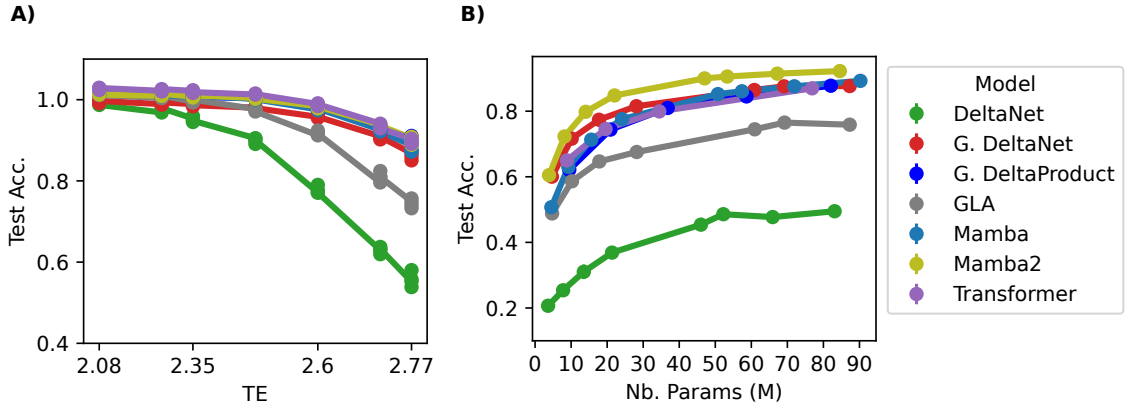 A)
Test Acc.
1.0
0.8
0.6
0.4
2.08
2.35
2.6
2.77
TE
B)
Test Acc.
0.8
0.6
0.4
0.2
0 10 20 30 40 50 60 70 80 90
Nb. Params (M)
Model
DeltaNet
G. DeltaNet
G. DeltaProduct
GLA
Mamba
Mamba2
Transformer